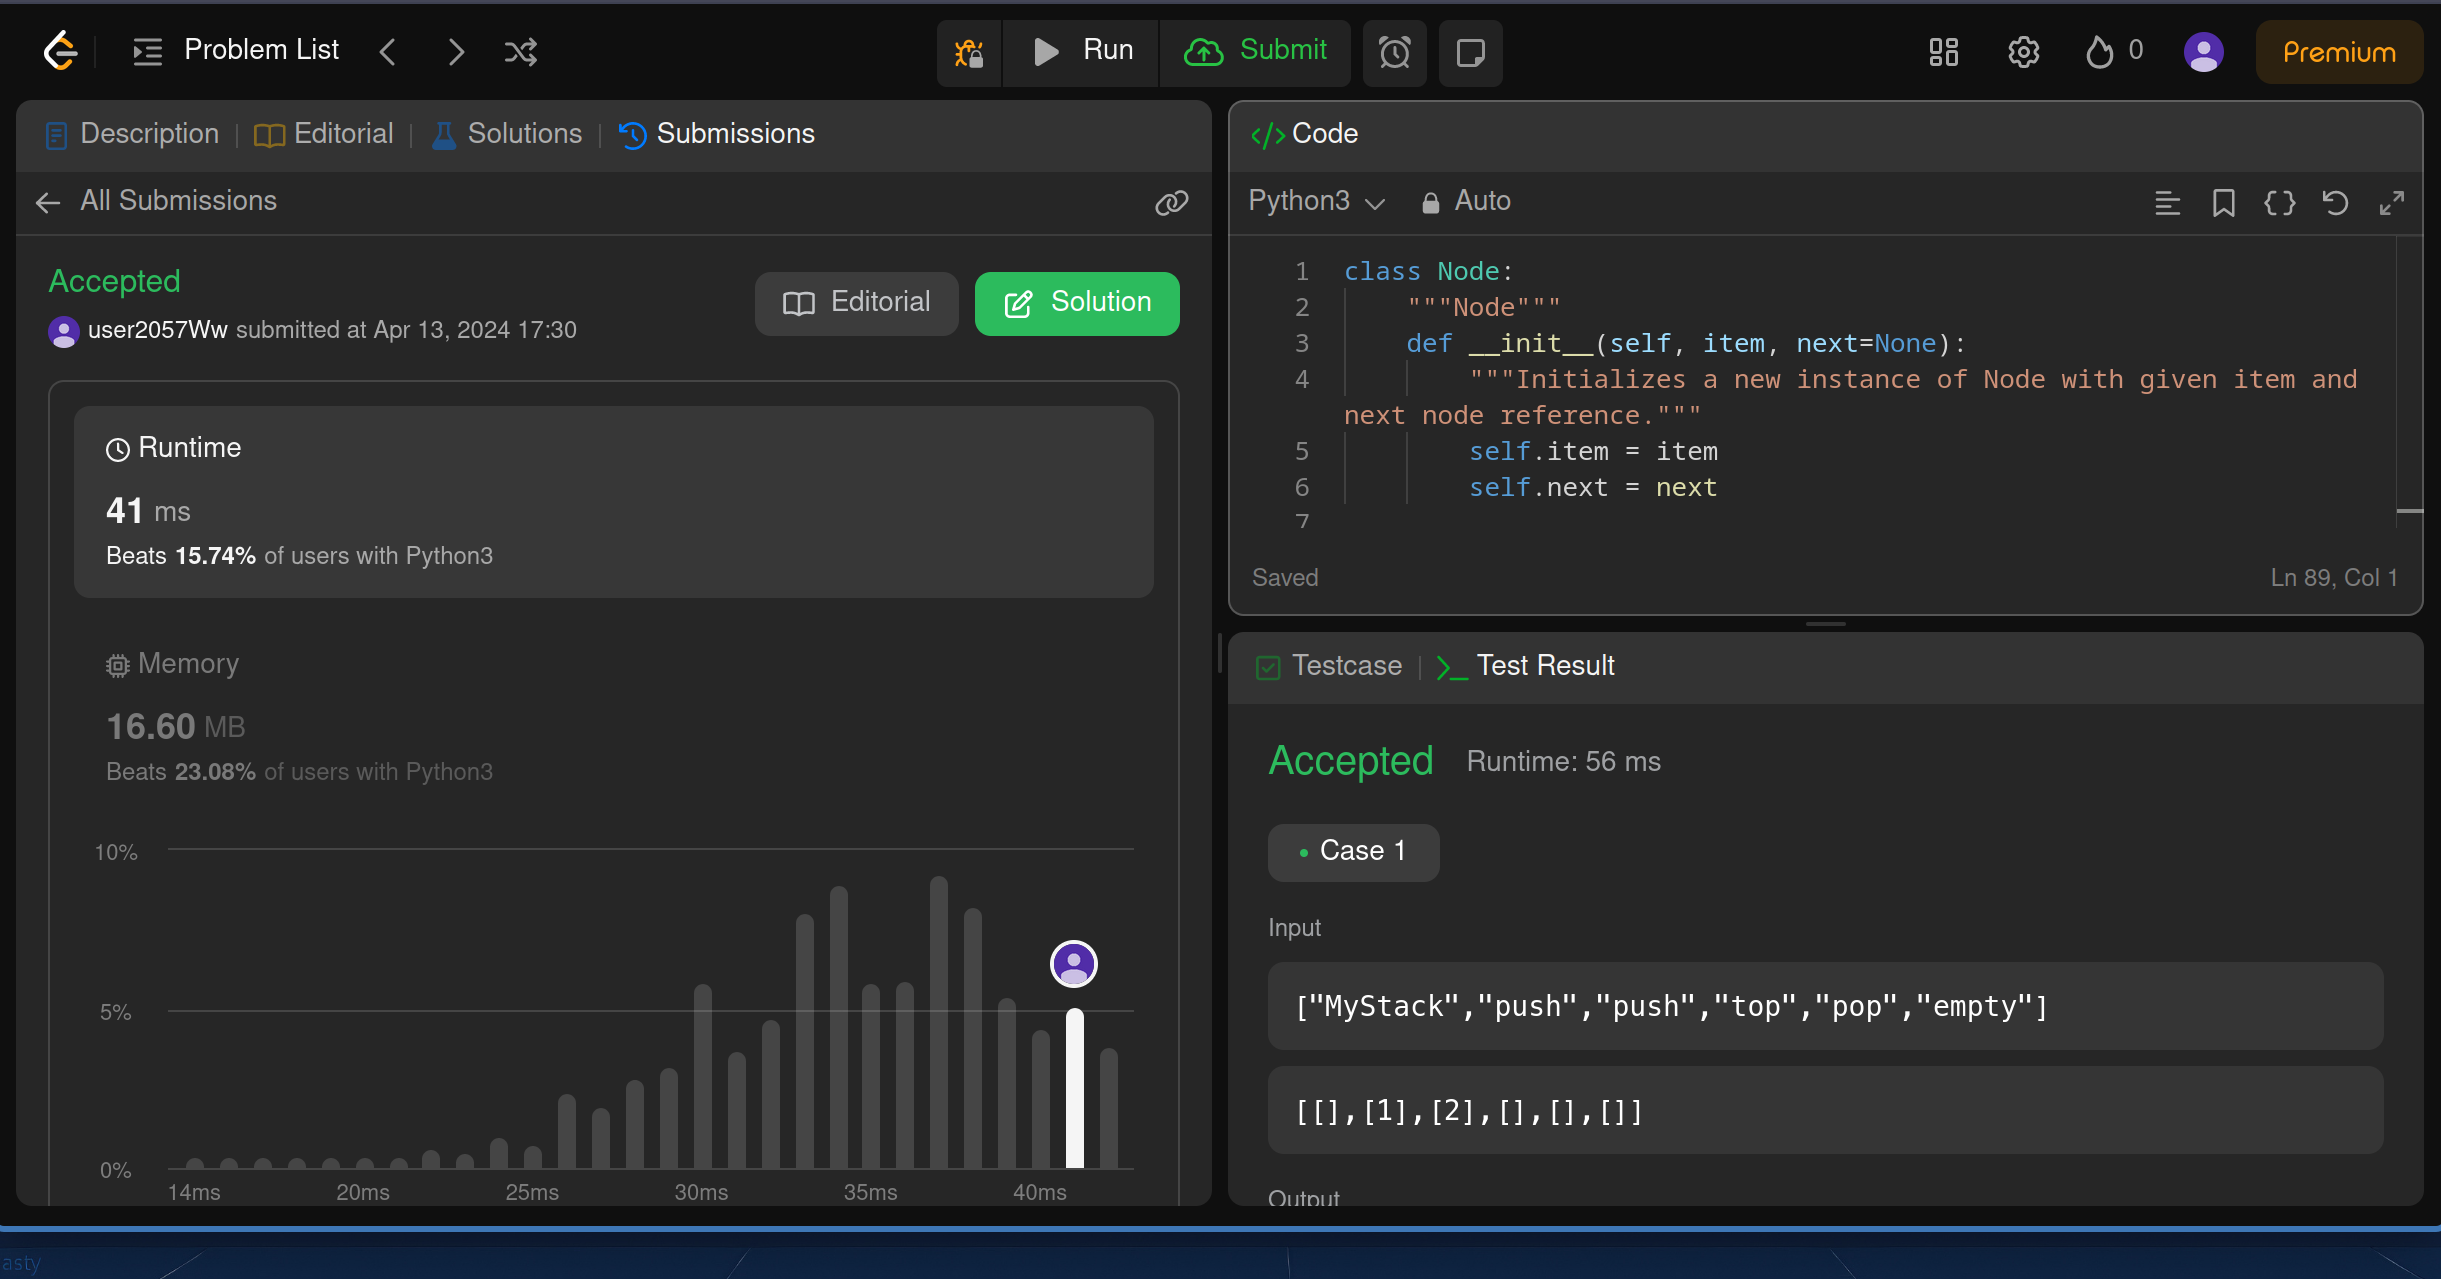 Problem List
Run
Submit
0
Premium
Description
Editorial
Solutions
Submissions
All Submissions
Accepted
user2057Ww submitted at Apr 13, 2024 17:30
Editorial
Solution
Runtime
41 ms
Beats 15.74% of users with Python3
Memory
16.60 MB
Beats 23.08% of users with Python3
10%
5%
0%
14ms 20ms 25ms 30ms 35ms 40ms
</> Code
Python3
Auto
1 class Node:
2 """Node"""
3 def __init__(self, item, next=None):
4 """Initializes a new instance of Node with given item and
next node reference."""
5 self.item = item
6 self.next = next
7
Saved
Ln 89, Col 1
Testcase
>_ Test Result
Accepted Runtime: 56 ms
• Case 1
Input
["MyStack","push","push","top","pop","empty"]
[[],[1],[2],[],[],[]]
Output
asty